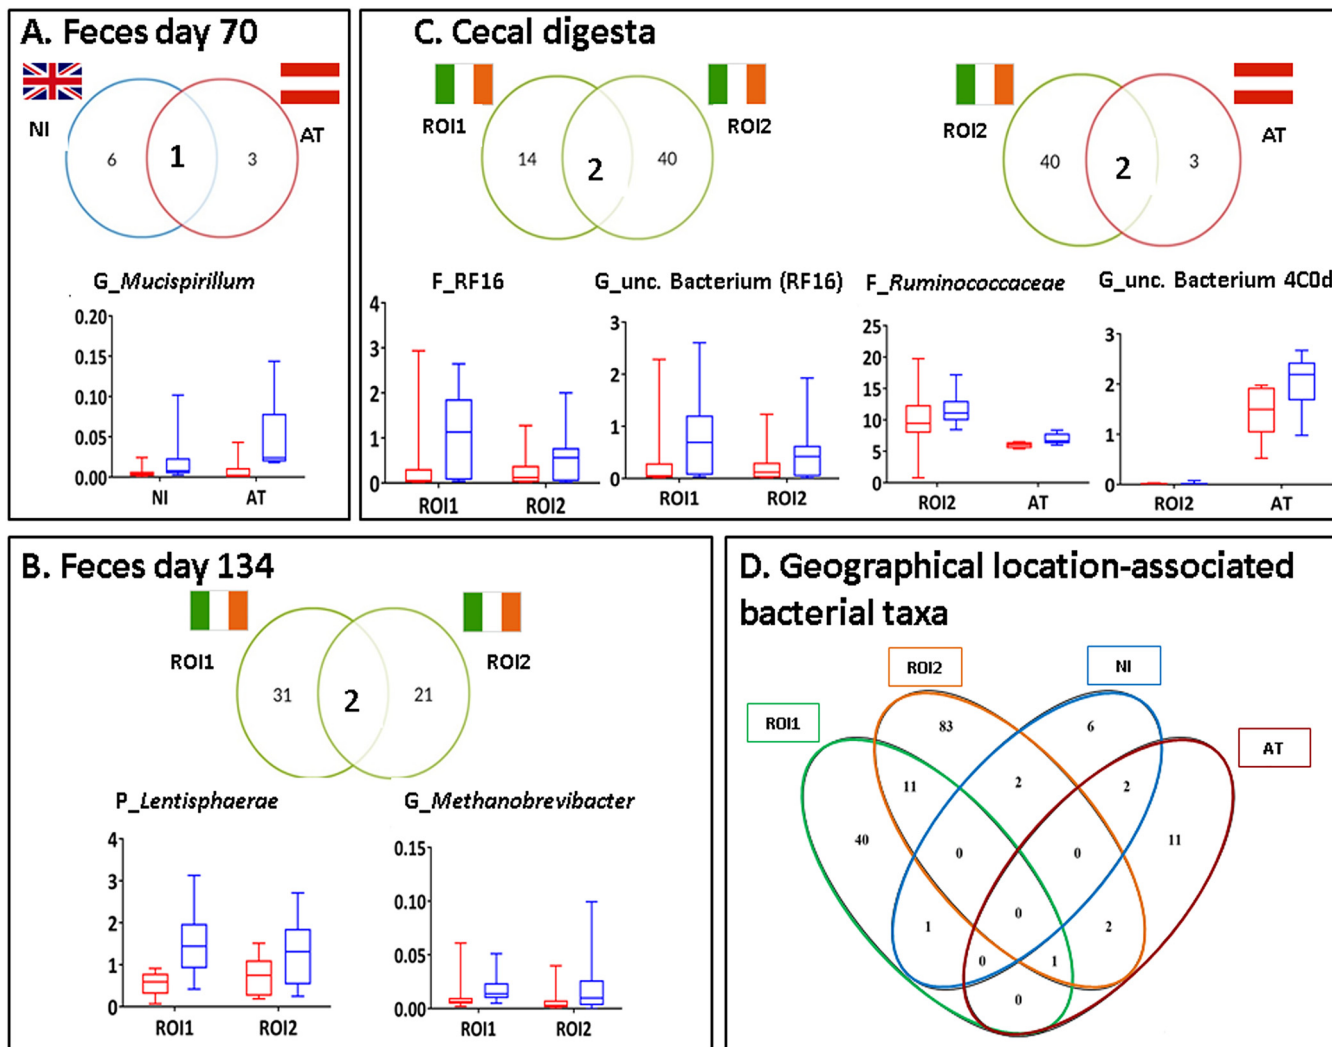 A. Feces day 70
NI
AT
6
1
3
G_Mucispirillum
0.20
0.15
0.10
0.05
0.00
NI
AT
C. Cecal digesta
ROI1
ROI2
14
2
40
ROI2
AT
40
2
3
F_RF16
4
3
2
1
0
ROI1
ROI2
G_unc. Bacterium (RF16)
3
2
1
0
ROI1
ROI2
F_Ruminococcaceae
25
20
15
10
5
0
ROI2
AT
G_unc. Bacterium 4C0d
3
2
1
0
ROI2
AT
B. Feces day 134
ROI1
ROI2
31
2
21
P_Lentisphaerae
4
3
2
1
0
ROI1
ROI2
G_Methanobrevibacter
0.15
0.10
0.05
0.00
ROI1
ROI2
D. Geographical location-associated
bacterial taxa
ROI2
NI
ROI1
AT
83
6
11
2
2
40
0
0
11
1
0
2
0
1
0